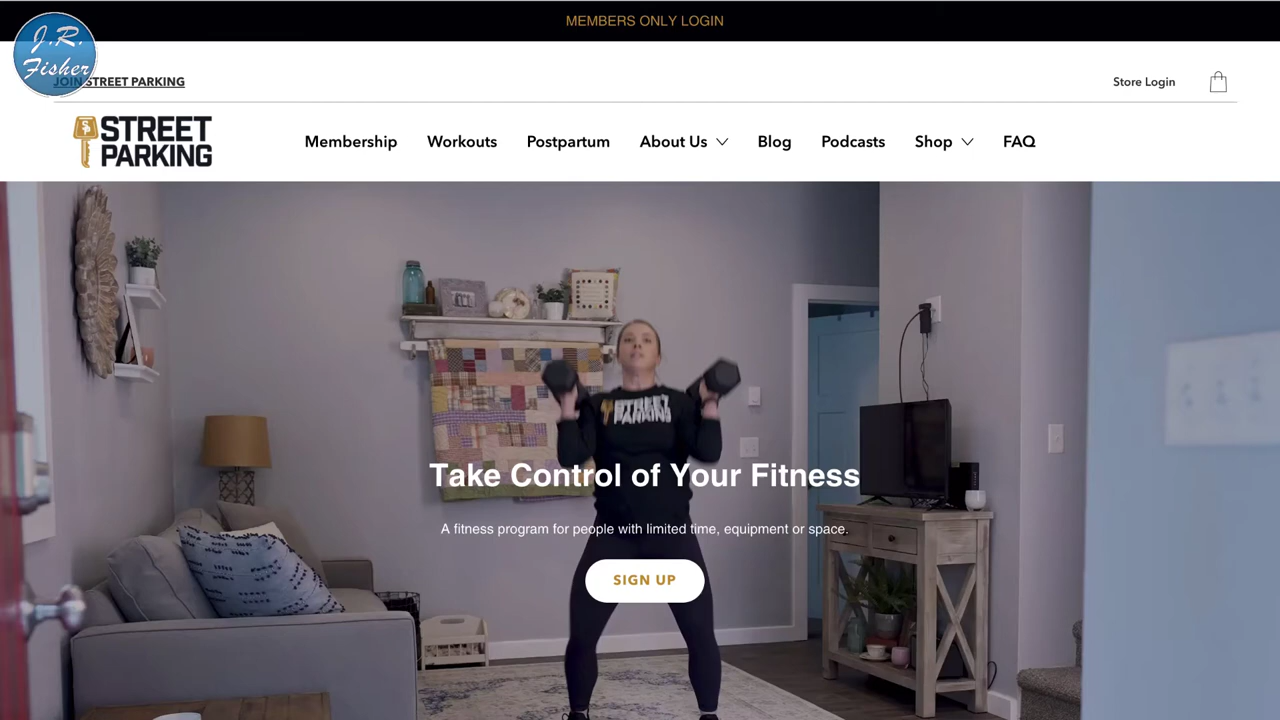 MEMBERS ONLY LOGIN
J.R.
Fisher
JOIN STREET PARKING
Store Login
STREET
PARKING
Membership
Workouts
Postpartum
About Us
Blog
Podcasts
Shop
FAQ
STREET
PARKING
Take Control of Your Fitness
A fitness program for people with limited time, equipment or space.
SIGN UP